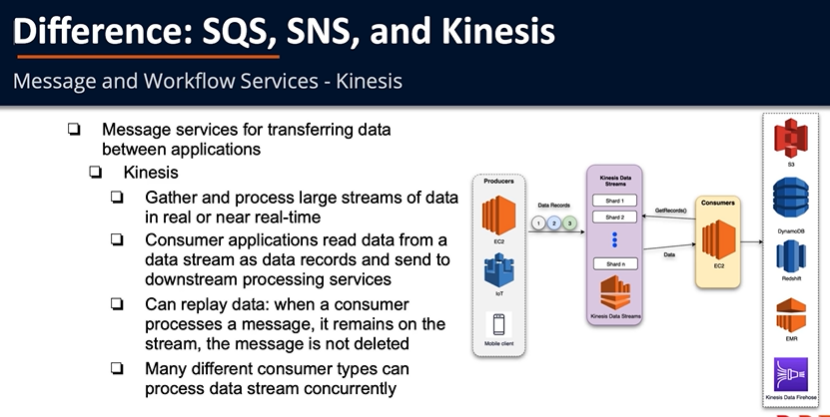 Difference: SQS, SNS, and Kinesis
Message and Workflow Services - Kinesis
Message services for transferring data
between applications
Kinesis
Gather and process large streams of data
in real or near real-time
Consumer applications read data from a
data stream as data records and send to
downstream processing services
Can replay data: when a consumer
processes a message, it remains on the
stream, the message is not deleted
Many different consumer types can
process data stream concurrently
Producers
EC2
IoT
Mobile client
Data Records
1 2 3
Kinesis Data
Streams
Shard 1
Shard 2
Shard n
Kinesis Data Streams
GetRecords()
Data
Consumers
EC2
S3
DynamoDB
Redshift
EMR
Kinesis Data Firehose